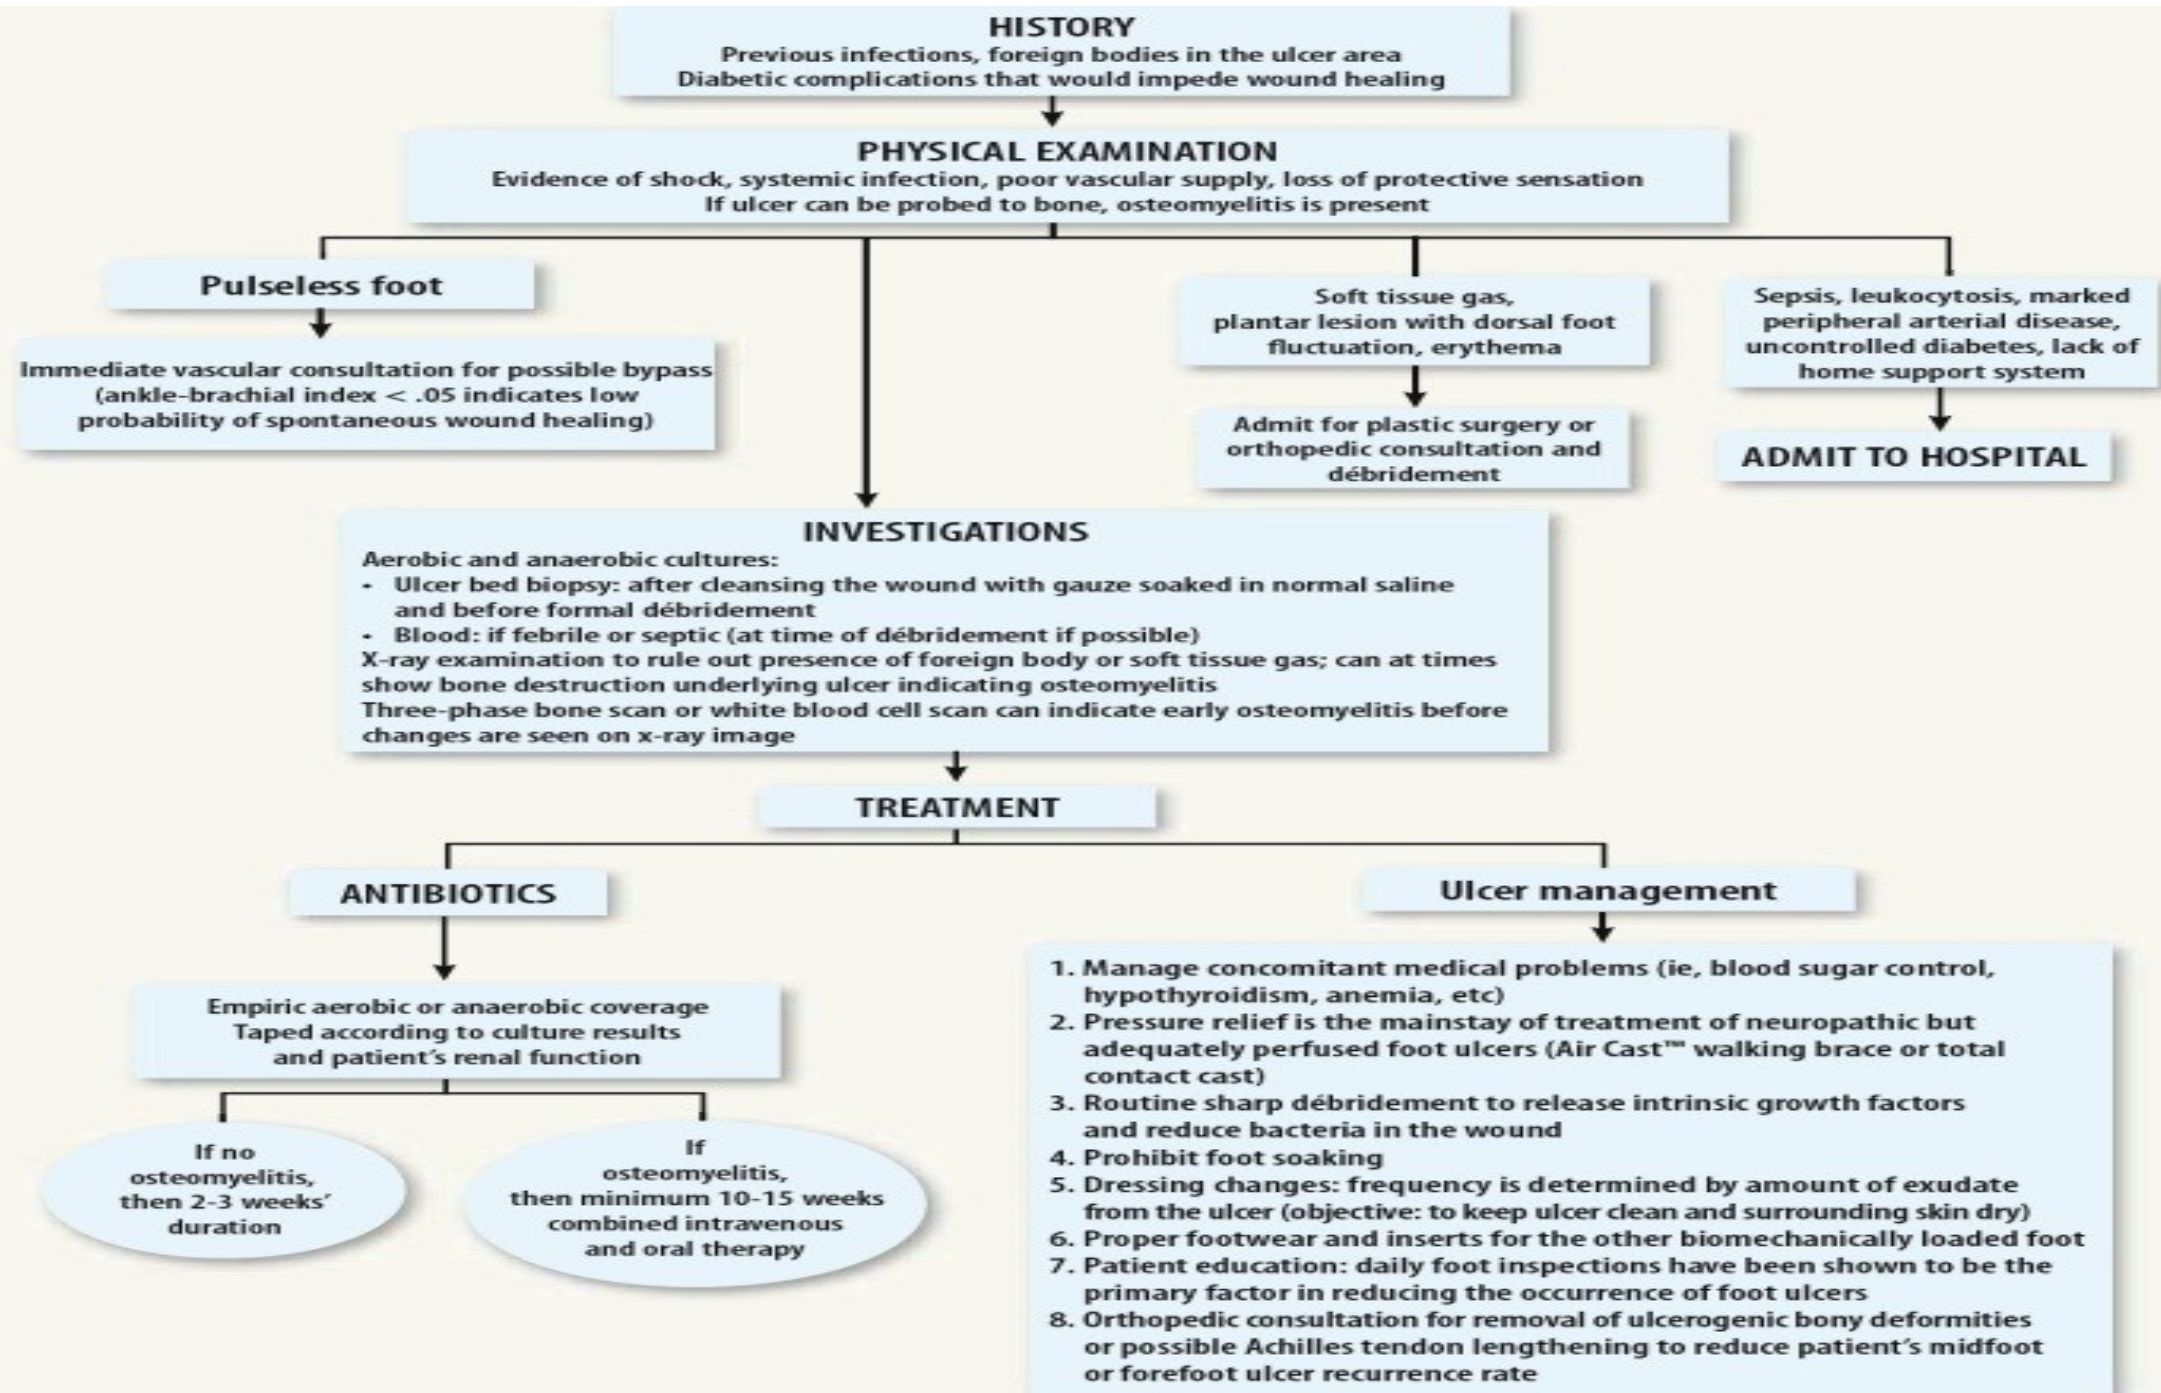 HISTORY
Previous infections, foreign bodies in the ulcer area
Diabetic complications that would impede wound healing
PHYSICAL EXAMINATION
Evidence of shock, systemic infection, poor vascular supply, loss of protective sensation
If ulcer can be probed to bone, osteomyelitis is present
Pulseless foot
Immediate vascular consultation for possible bypass
(ankle-brachial index < .05 indicates low
probability of spontaneous wound healing)
Soft tissue gas,
plantar lesion with dorsal foot
fluctuation, erythema
Admit for plastic surgery or
orthopedic consultation and
débridement
Sepsis, leukocytosis, marked
peripheral arterial disease,
uncontrolled diabetes, lack of
home support system
ADMIT TO HOSPITAL
INVESTIGATIONS
Aerobic and anaerobic cultures:
• Ulcer bed biopsy: after cleansing the wound with gauze soaked in normal saline
and before formal débridement
• Blood: if febrile or septic (at time of débridement if possible)
X-ray examination to rule out presence of foreign body or soft tissue gas; can at times
show bone destruction underlying ulcer indicating osteomyelitis
Three-phase bone scan or white blood cell scan can indicate early osteomyelitis before
changes are seen on x-ray image
TREATMENT
ANTIBIOTICS
Empiric aerobic or anaerobic coverage
Taped according to culture results
and patient's renal function
If no
osteomyelitis,
then 2-3 weeks'
duration
If
osteomyelitis,
then minimum 10-15 weeks
combined intravenous
and oral therapy
Ulcer management
1. Manage concomitant medical problems (ie, blood sugar control,
hypothyroidism, anemia, etc)
2. Pressure relief is the mainstay of treatment of neuropathic but
adequately perfused foot ulcers (Air Cast™ walking brace or total
contact cast)
3. Routine sharp débridement to release intrinsic growth factors
and reduce bacteria in the wound
4. Prohibit foot soaking
5. Dressing changes: frequency is determined by amount of exudate
from the ulcer (objective: to keep ulcer clean and surrounding skin dry)
6. Proper footwear and inserts for the other biomechanically loaded foot
7. Patient education: daily foot inspections have been shown to be the
primary factor in reducing the occurrence of foot ulcers
8. Orthopedic consultation for removal of ulcerogenic bony deformities
or possible Achilles tendon lengthening to reduce patient's midfoot
or forefoot ulcer recurrence rate